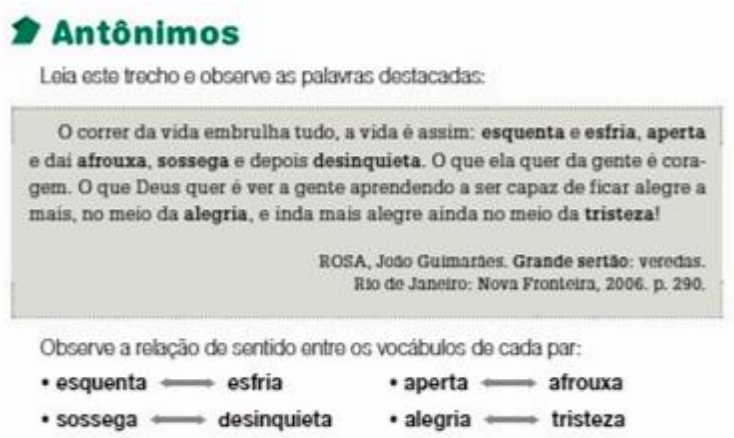 Antônimos
Leia este trecho e observe as palavras destacadas:
O correr da vida embrulha tudo, a vida é assim: esquenta e esfria, aperta
e daí afrouxa, sossega e depois desinquieta. O que ela quer da gente é cora-
gem. O que Deus quer é ver a gente aprendendo a ser capaz de ficar alegre a
mais, no meio da alegria, e inda mais alegre ainda no meio da tristeza!
ROSA, João Guimarães. Grande sertão: veredas.
Rio de Janeiro: Nova Fronteira, 2006. p. 290.
Observe a relação de sentido entre os vocábulos de cada par:
• esquenta ⟷ esfria • aperta ⟷ afrouxa
• sossega ⟷ desinquieta • alegria ⟷ tristeza